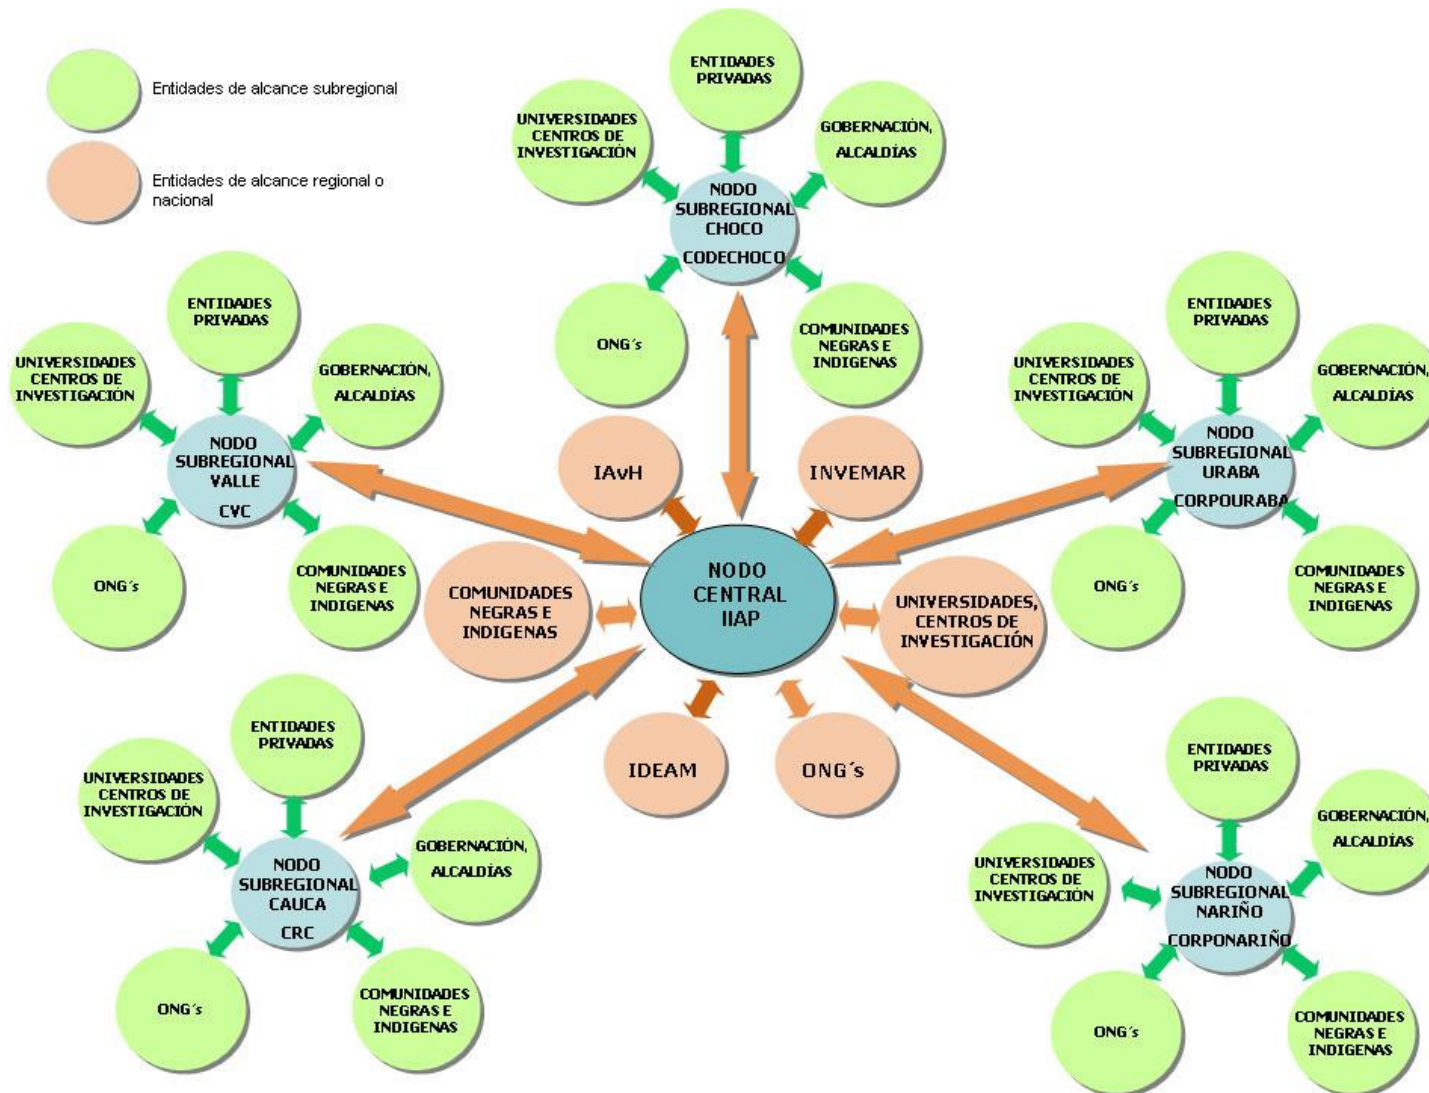 Entidades de alcance subregional
Entidades de alcance regional o
nacional
ENTIDADES
PRIVADAS
UNIVERSIDADES
CENTROS DE
INVESTIGACIÓN
GOBERNACIÓN,
ALCALDÍAS
NODO
SUBREGIONAL
CHOCO
CODECHOCO
ONG´s
COMUNIDADES
NEGRAS E
INDIGENAS
ENTIDADES
PRIVADAS
UNIVERSIDADES
CENTROS DE
INVESTIGACIÓN
GOBERNACIÓN,
ALCALDÍAS
NODO
SUBREGIONAL
VALLE
CVC
ONG´s
COMUNIDADES
NEGRAS E
INDIGENAS
ENTIDADES
PRIVADAS
UNIVERSIDADES
CENTROS DE
INVESTIGACIÓN
GOBERNACIÓN,
ALCALDÍAS
NODO
SUBREGIONAL
URABA
CORPOURABA
ONG´s
COMUNIDADES
NEGRAS E
INDIGENAS
IAvH
INVEMAR
NODO
CENTRAL
IIAP
COMUNIDADES
NEGRAS E
INDIGENAS
UNIVERSIDADES,
CENTROS DE
INVESTIGACIÓN
IDEAM
ONG´s
ENTIDADES
PRIVADAS
UNIVERSIDADES
CENTROS DE
INVESTIGACIÓN
GOBERNACIÓN,
ALCALDÍAS
NODO
SUBREGIONAL
CAUCA
CRC
ONG´s
COMUNIDADES
NEGRAS E
INDIGENAS
ENTIDADES
PRIVADAS
GOBERNACIÓN,
ALCALDÍAS
UNIVERSIDADES
CENTROS DE
INVESTIGACIÓN
NODO
SUBREGIONAL
NARIÑO
CORPONARIÑO
ONG´s
COMUNIDADES
NEGRAS E
INDIGENAS